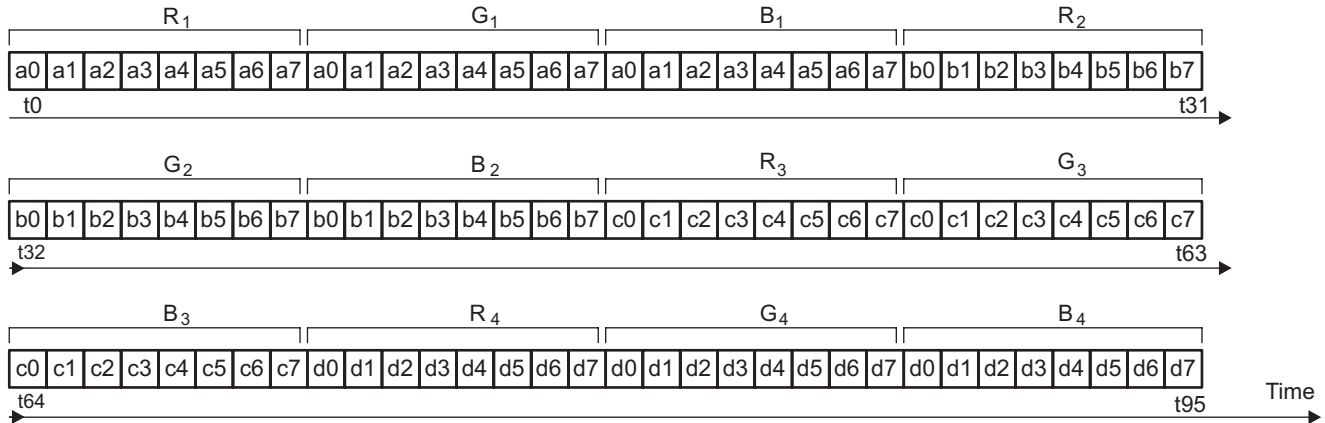 R1 G1 B1 R2
a0 a1 a2 a3 a4 a5 a6 a7 a0 a1 a2 a3 a4 a5 a6 a7 a0 a1 a2 a3 a4 a5 a6 a7 b0 b1 b2 b3 b4 b5 b6 b7
t0 t31
G2 B2 R3 G3
b0 b1 b2 b3 b4 b5 b6 b7 b0 b1 b2 b3 b4 b5 b6 b7 c0 c1 c2 c3 c4 c5 c6 c7 c0 c1 c2 c3 c4 c5 c6 c7
t32 t63
B3 R4 G4 B4
c0 c1 c2 c3 c4 c5 c6 c7 d0 d1 d2 d3 d4 d5 d6 d7 d0 d1 d2 d3 d4 d5 d6 d7 d0 d1 d2 d3 d4 d5 d6 d7
t64 t95 Time